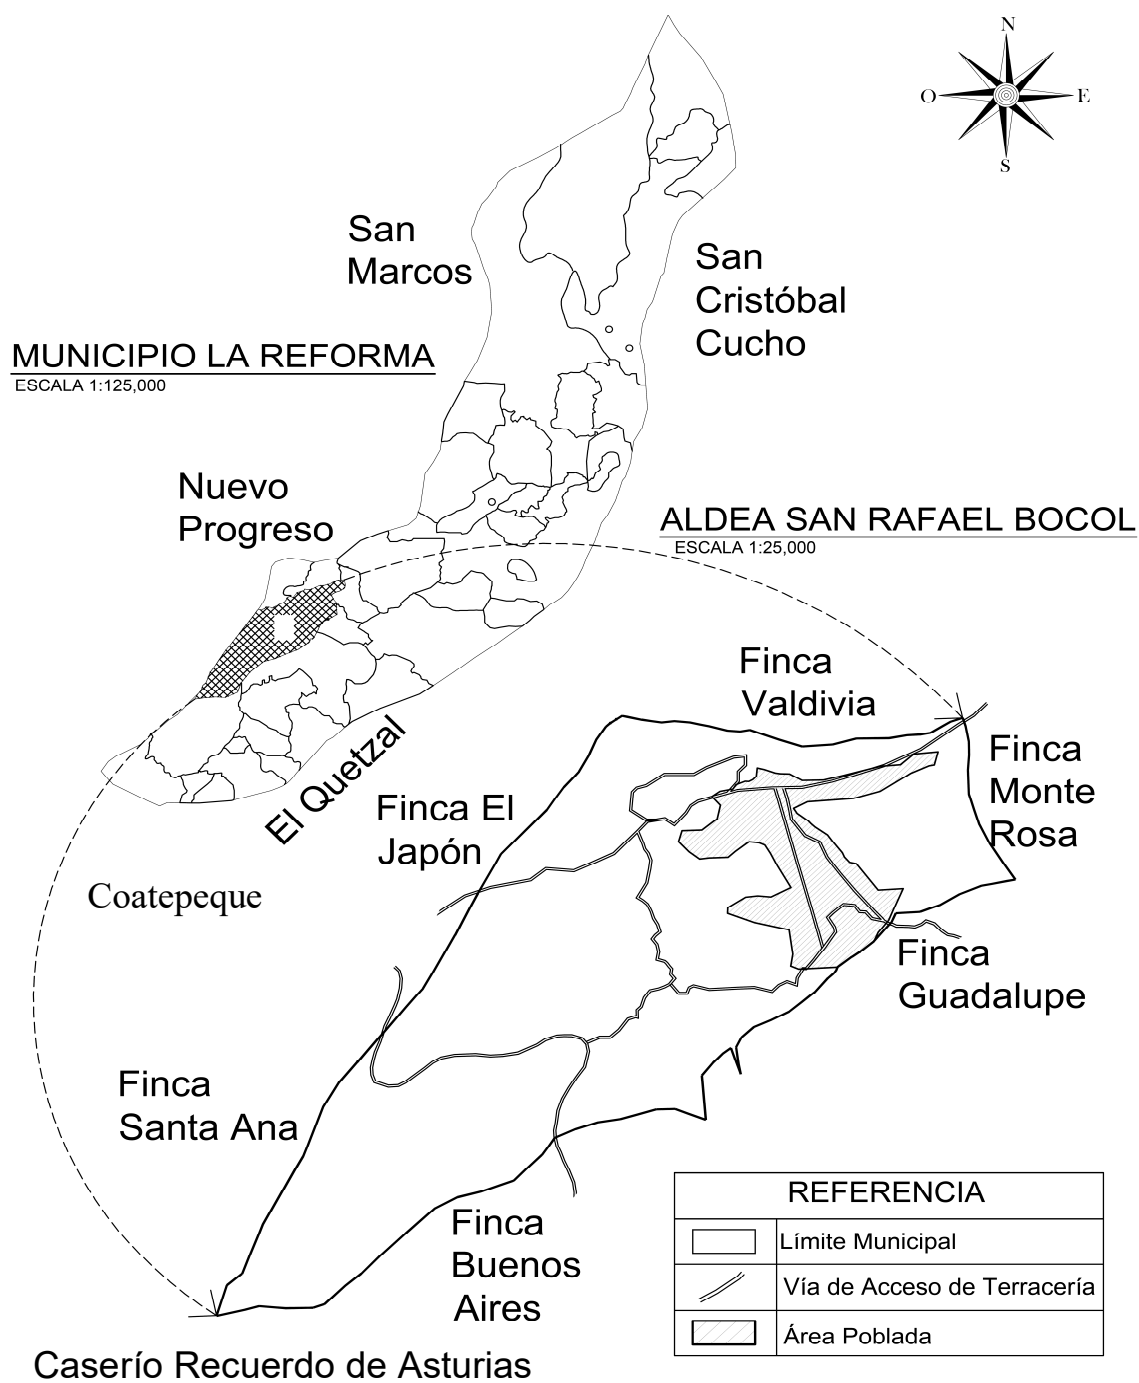 N
O
E
S
San
Marcos
San
Cristóbal
Cucho
MUNICIPIO LA REFORMA
ESCALA 1:125,000
Nuevo
Progreso
ALDEA SAN RAFAEL BOCOL
ESCALA 1:25,000
El Quetzal
Coatepeque
Finca
Valdivia
Finca
Monte
Rosa
Finca El
Japón
Finca
Guadalupe
Finca
Santa Ana
Finca
Buenos
Aires
Caserío Recuerdo de Asturias
REFERENCIA
Límite Municipal
Vía de Acceso de Terracería
Área Poblada